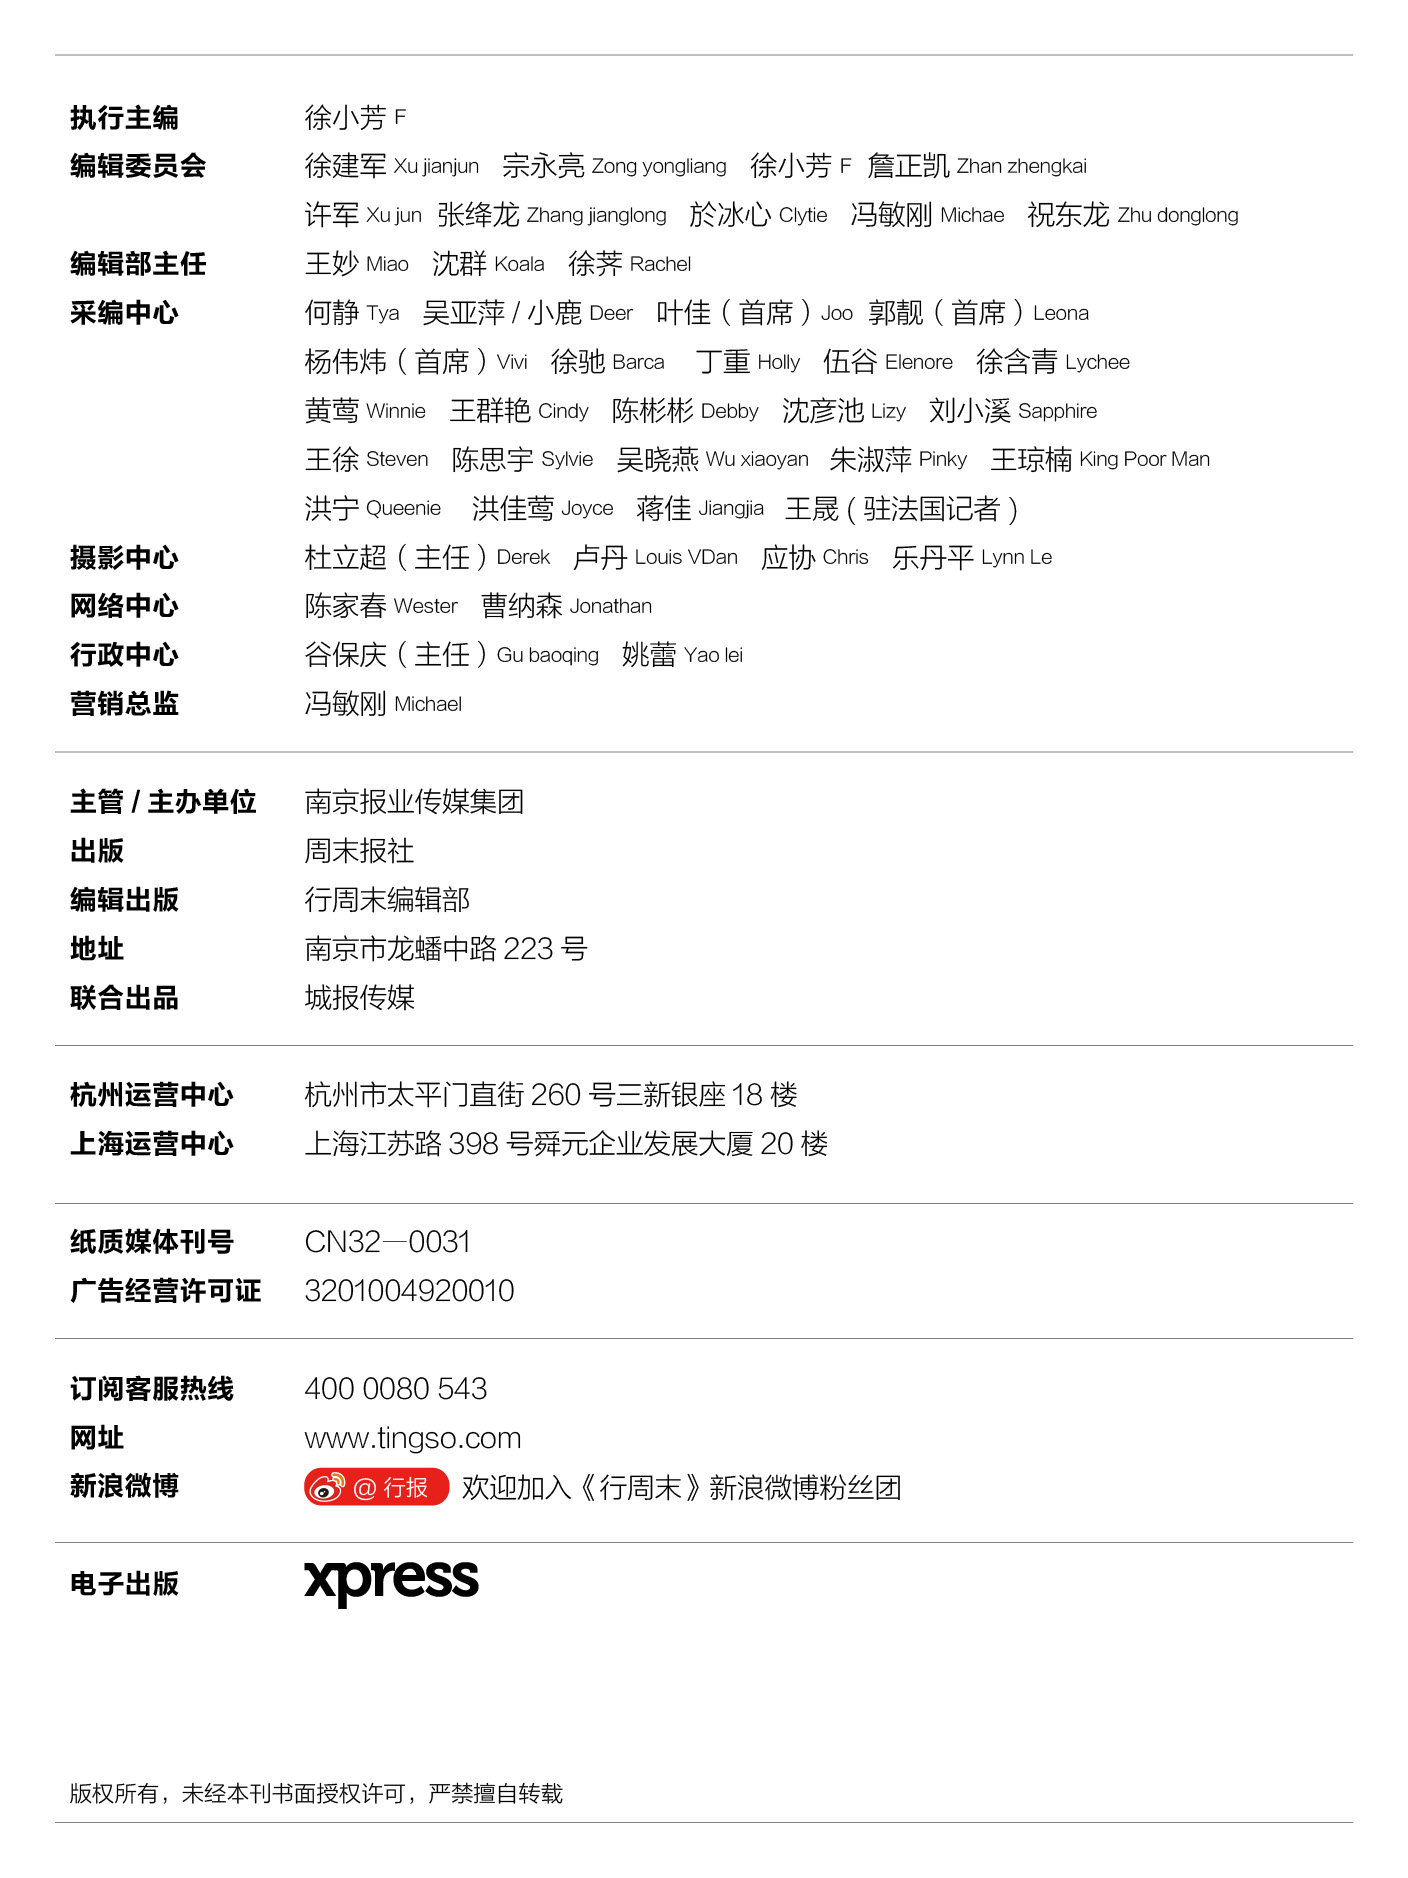 执行主编 徐小芳 F
编辑委员会 徐建军 Xu jianjun 宗永亮 Zong yongliang 徐小芳 F 詹正凯 Zhan zhengkai
许军 Xu jun 张绛龙 Zhang jianglong 於冰心 Clytie 冯敏刚 Michae 祝东龙 Zhu donglong
编辑部主任 王妙 Miao 沈群 Koala 徐荠 Rachel
采编中心 何静 Tya 吴亚萍 / 小鹿 Deer 叶佳（首席）Joo 郭靓（首席）Leona
杨伟炜（首席）Vivi 徐驰 Barca 丁重 Holly 伍谷 Elenore 徐含青 Lychee
黄莺 Winnie 王群艳 Cindy 陈彬彬 Debby 沈彦池 Lizy 刘小溪 Sapphire
王徐 Steven 陈思宇 Sylvie 吴晓燕 Wu xiaoyan 朱淑萍 Pinky 王琼楠 King Poor Man
洪宁 Queenie 洪佳莺 Joyce 蒋佳 Jiangjia 王晟 ( 驻法国记者 )
摄影中心 杜立超（主任）Derek 卢丹 Louis VDan 应协 Chris 乐丹平 Lynn Le
网络中心 陈家春 Wester 曹纳森 Jonathan
行政中心 谷保庆（主任）Gu baoqing 姚蕾 Yao lei
营销总监 冯敏刚 Michael
主管 / 主办单位 南京报业传媒集团
出版 周末报社
编辑出版 行周末编辑部
地址 南京市龙蟠中路 223 号
联合出品 城报传媒
杭州运营中心 杭州市太平门直街 260 号三新银座 18 楼
上海运营中心 上海江苏路 398 号舜元企业发展大厦 20 楼
纸质媒体刊号 CN32—0031
广告经营许可证 3201004920010
订阅客服热线 400 0080 543
网址 www.tingso.com
新浪微博 @ 行报 欢迎加入《行周末》新浪微博粉丝团
电子出版 xpress
版权所有，未经本刊书面授权许可，严禁擅自转载